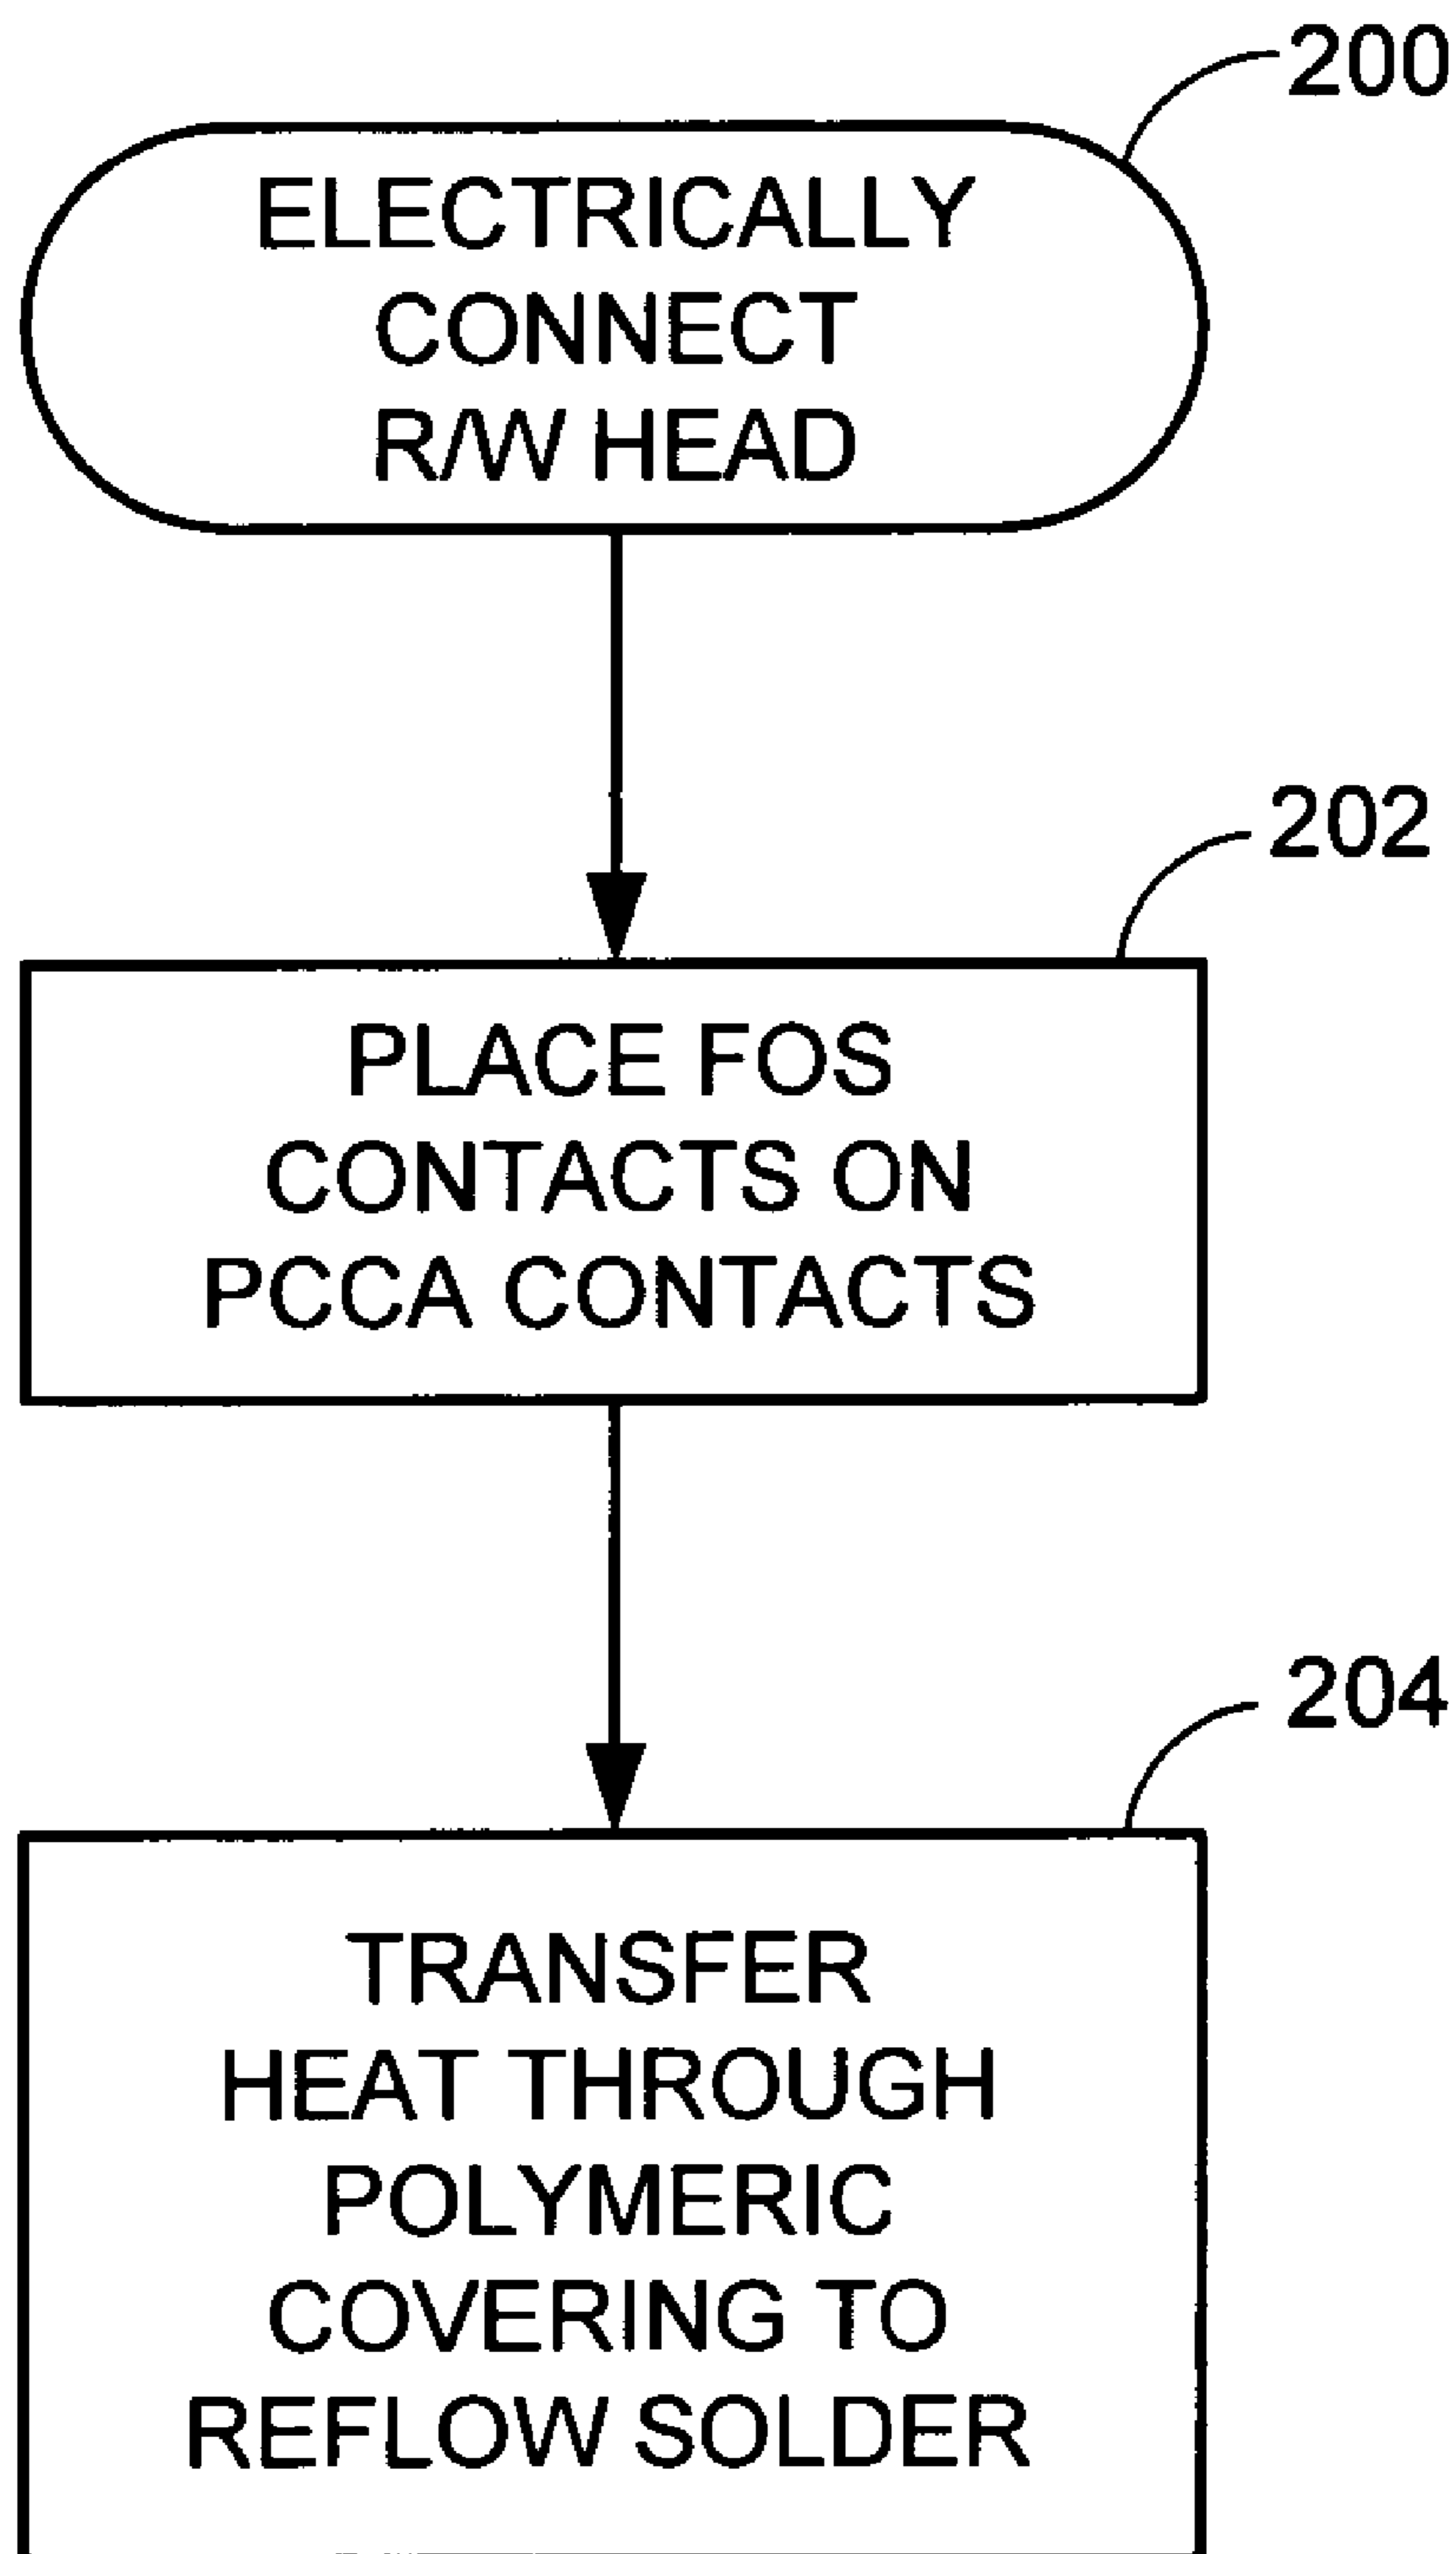 200
ELECTRICALLY
CONNECT
R/W HEAD
202
PLACE FOS
CONTACTS ON
PCCA CONTACTS
204
TRANSFER
HEAT THROUGH
POLYMERIC
COVERING TO
REFLOW SOLDER